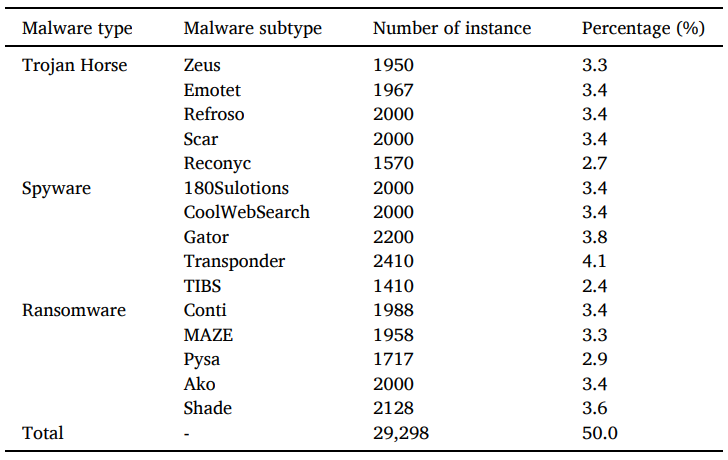 Malware type Malware subtype Number of instance Percentage (%)
Trojan Horse Zeus 1950 3.3
Emotet 1967 3.4
Refroso 2000 3.4
Scar 2000 3.4
Reconyc 1570 2.7
Spyware 180Sulotions 2000 3.4
CoolWebSearch 2000 3.4
Gator 2200 3.8
Transponder 2410 4.1
TIBS 1410 2.4
Ransomware Conti 1988 3.4
MAZE 1958 3.3
Pysa 1717 2.9
Ako 2000 3.4
Shade 2128 3.6
Total - 29,298 50.0